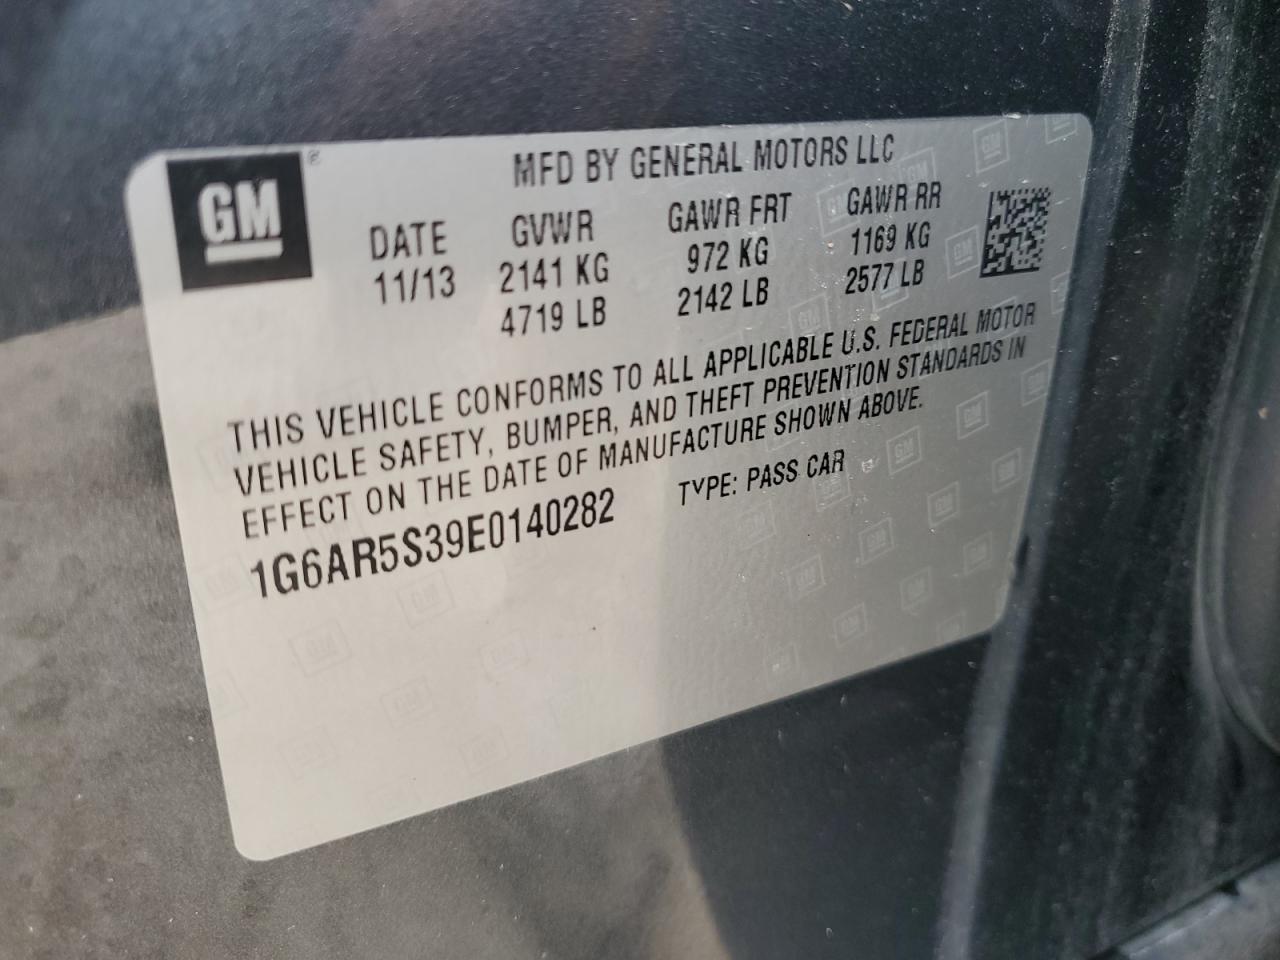 GM ®
MFD BY GENERAL MOTORS LLC
DATE GVWR GAWR FRT GAWR RR
11/13 2141 KG 972 KG 1169 KG
4719 LB 2142 LB 2577 LB
THIS VEHICLE CONFORMS TO ALL APPLICABLE U.S. FEDERAL MOTOR
VEHICLE SAFETY, BUMPER, AND THEFT PREVENTION STANDARDS IN
EFFECT ON THE DATE OF MANUFACTURE SHOWN ABOVE.
1G6AR5S39E0140282 TYPE: PASS CAR